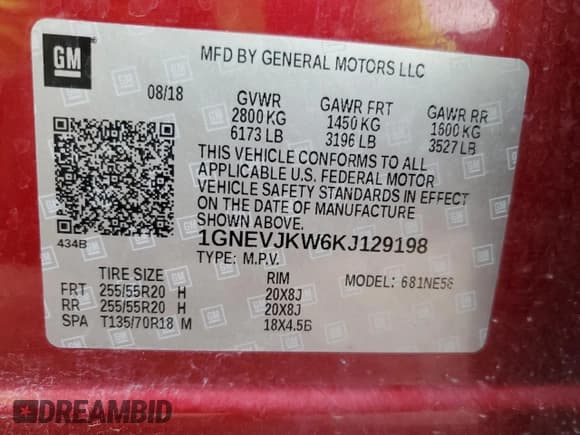 GM
MFD BY GENERAL MOTORS LLC
08/18 GVWR GAWR FRT GAWR RR
2800 KG 1450 KG 1600 KG
6173 LB 3196 LB 3527 LB
THIS VEHICLE CONFORMS TO ALL
APPLICABLE U.S. FEDERAL MOTOR
VEHICLE SAFETY STANDARDS IN EFFECT
ON THE DATE OF MANUFACTURE
SHOWN ABOVE.
434B 1GNEVJKW6KJ129198
TYPE: M.P.V.
TIRE SIZE RIM MODEL: 681NE56
FRT 255/55R20 H 20X8J
RR 255/55R20 H 20X8J
SPA T135/70R18 M 18X4.5B
DREAMBID